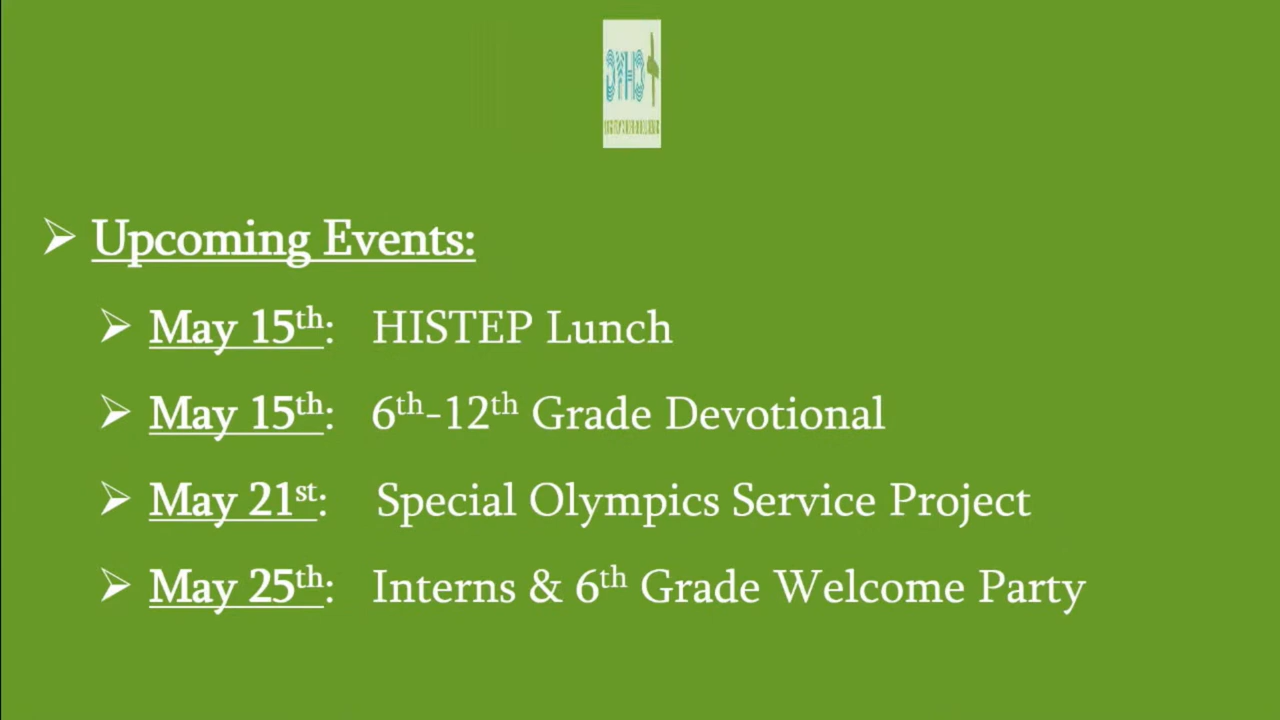 Upcoming Events:
May 15th: HISTEP Lunch
May 15th: 6th-12th Grade Devotional
May 21st: Special Olympics Service Project
May 25th: Interns & 6th Grade Welcome Party